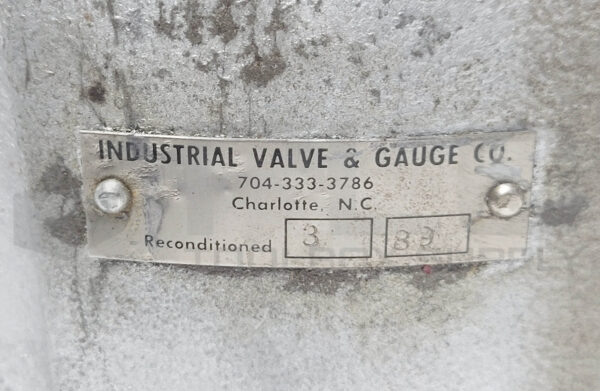 INDUSTRIAL VALVE & GAUGE CO.
704-333-3786
Charlotte, N.C.
Reconditioned 3 89